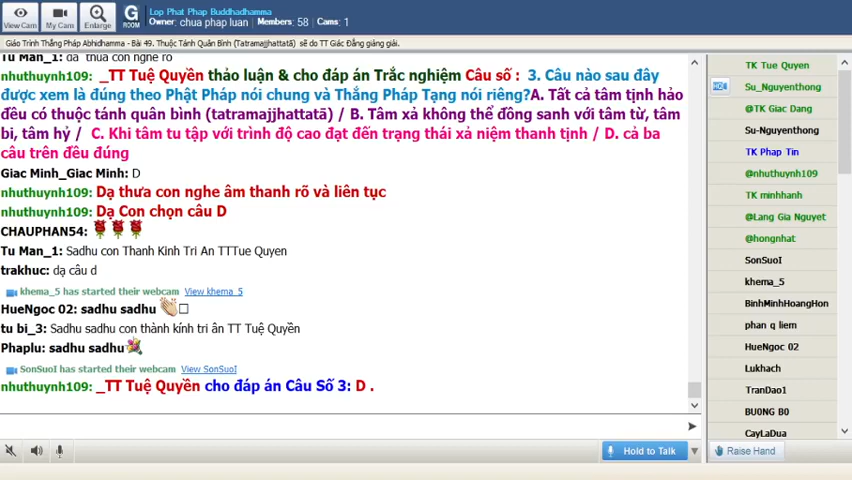 Lop Phat Phap Buddhadhamma
Owner: chua phap luan Members: 58 Cams: 1
View Cam
My Cam
Enlarge
G
ROOM
Giáo Trình Thắng Pháp Abhidhamma - Bài 49. Thuộc Tánh Quân Bình (Tatramajjhattatā) sẽ do TT Giác Đẳng giảng giải.
Tu Man_1: dạ thưa con nghe rõ
nhuthuynh109: _TT Tuệ Quyền thảo luận & cho đáp án Trắc nghiệm Câu số : 3. Câu nào sau đây
được xem là đúng theo Phật Pháp nói chung và Thắng Pháp Tạng nói riêng?A. Tất cả tâm tịnh hảo
đều có thuộc tánh quân bình (tatramajjhattatā) / B. Tâm xả không thể đồng sanh với tâm từ, tâm
bi, tâm hỷ / C. Khi tâm tu tập với trình độ cao đạt đến trạng thái xả niệm thanh tịnh / D. cả ba
câu trên đều đúng
Giac Minh_Giac Minh: D
nhuthuynh109: Dạ thưa con nghe âm thanh rõ và liên tục
nhuthuynh109: Dạ Con chọn câu D
CHAUPHAN54:
Tu Man_1: Sadhu con Thanh Kinh Tri An TTTue Quyen
trakhuc: dạ câu d
khema_5 has started their webcam View khema_5
HueNgoc 02: sadhu sadhu
tu bi_3: Sadhu sadhu con thành kính tri ân TT Tuệ Quyền
Phaplu: sadhu sadhu
SonSuoI has started their webcam View SonSuoI
nhuthuynh109: _TT Tuệ Quyền cho đáp án Câu Số 3: D .
Hold to Talk
TK Tue Quyen
HQ
Su_Nguyenthong
@TK Giac Dang
Su-Nguyenthong
TK Phap Tin
@nhuthuynh109
TK minhhanh
@Lang Gia Nguyet
@hongnhat
SonSuoI
khema_5
BinhMinhHoangHon
phan q liem
HueNgoc 02
Lukhach
TranDao1
BU0NG B0
CayLaDua
Raise Hand